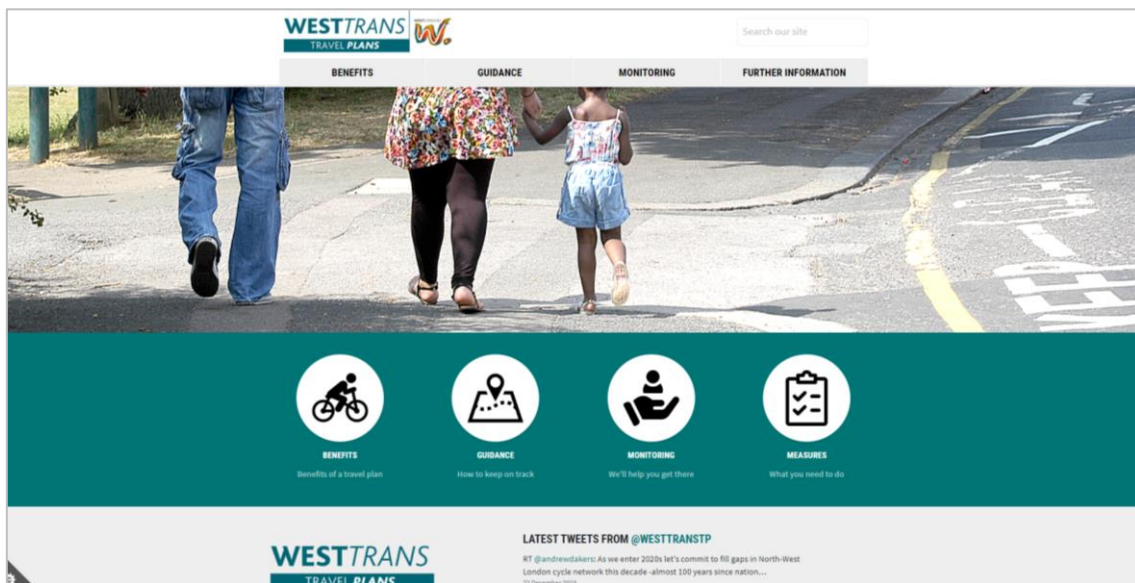 WESTTRANS
TRAVEL PLANS
Search our site
BENEFITS
GUIDANCE
MONITORING
FURTHER INFORMATION
BENEFITS
Benefits of a travel plan
GUIDANCE
How to keep on track
MONITORING
We'll help you get there
MEASURES
What you need to do
WESTTRANS
TRAVEL PLANS
LATEST TWEETS FROM @WESTTRANSTP
RT @andrewdakers: As we enter 2020s let's commit to fill gaps in North-West
London cycle network this decade -almost 100 years since nation…